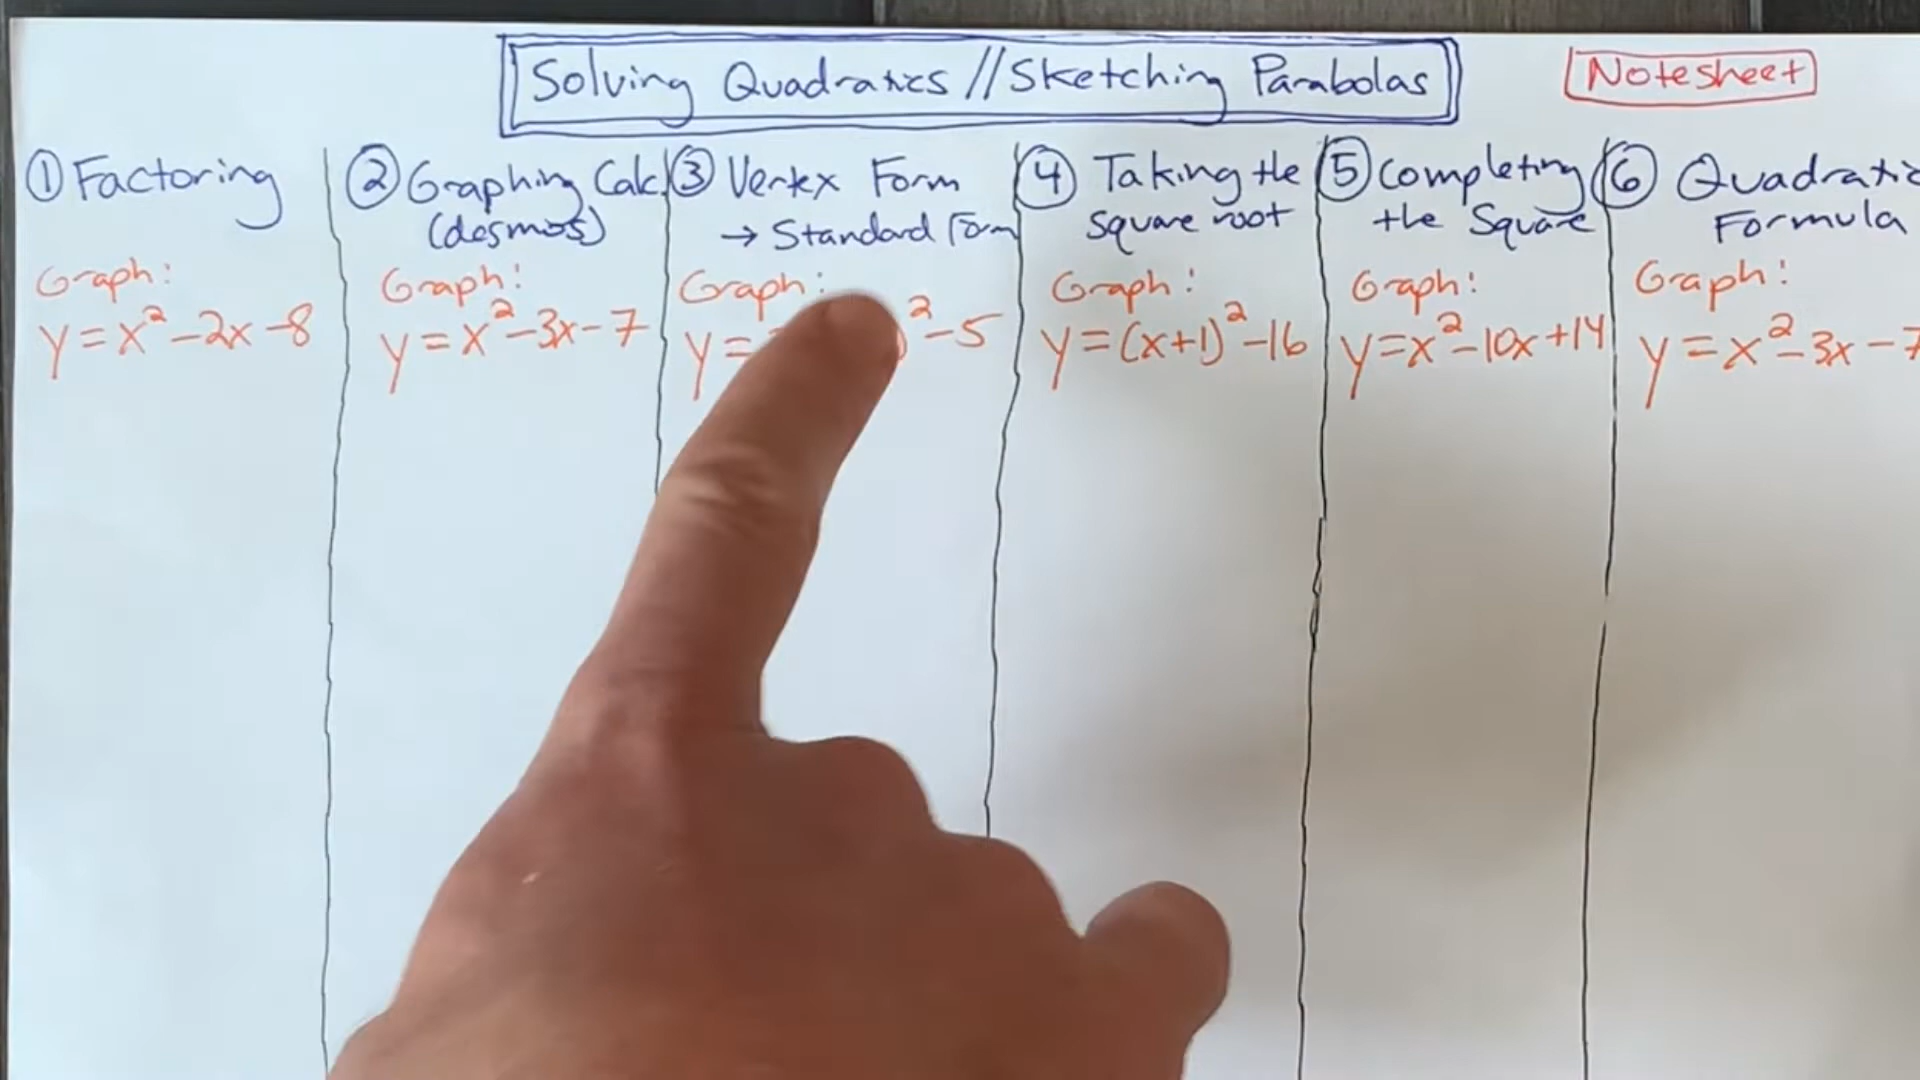 Solving Quadratics // Sketching Parabolas
Notesheet
① Factoring
Graph:
y = x² - 2x - 8
② Graphing Calc
(desmos)
Graph:
y = x² - 3x - 7
③ Vertex Form
→ Standard Form
Graph:
y = )² - 5
④ Taking the
square root
Graph:
y = (x+1)² - 16
⑤ Completing
the Square
Graph:
y = x² - 10x + 14
⑥ Quadratic
Formula
Graph:
y = x² - 3x - 7